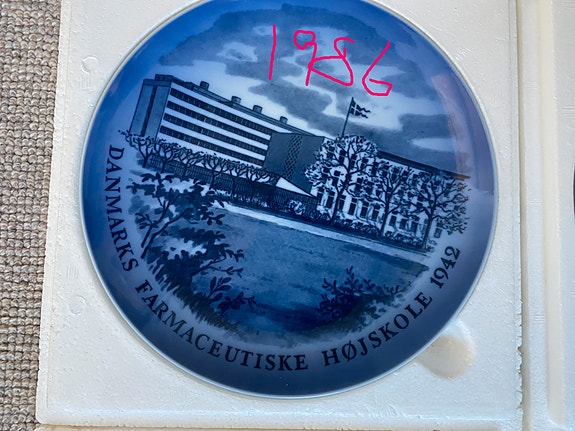 1986
DANMARKS FARMACEUTISKE HØJSKOLE 1942